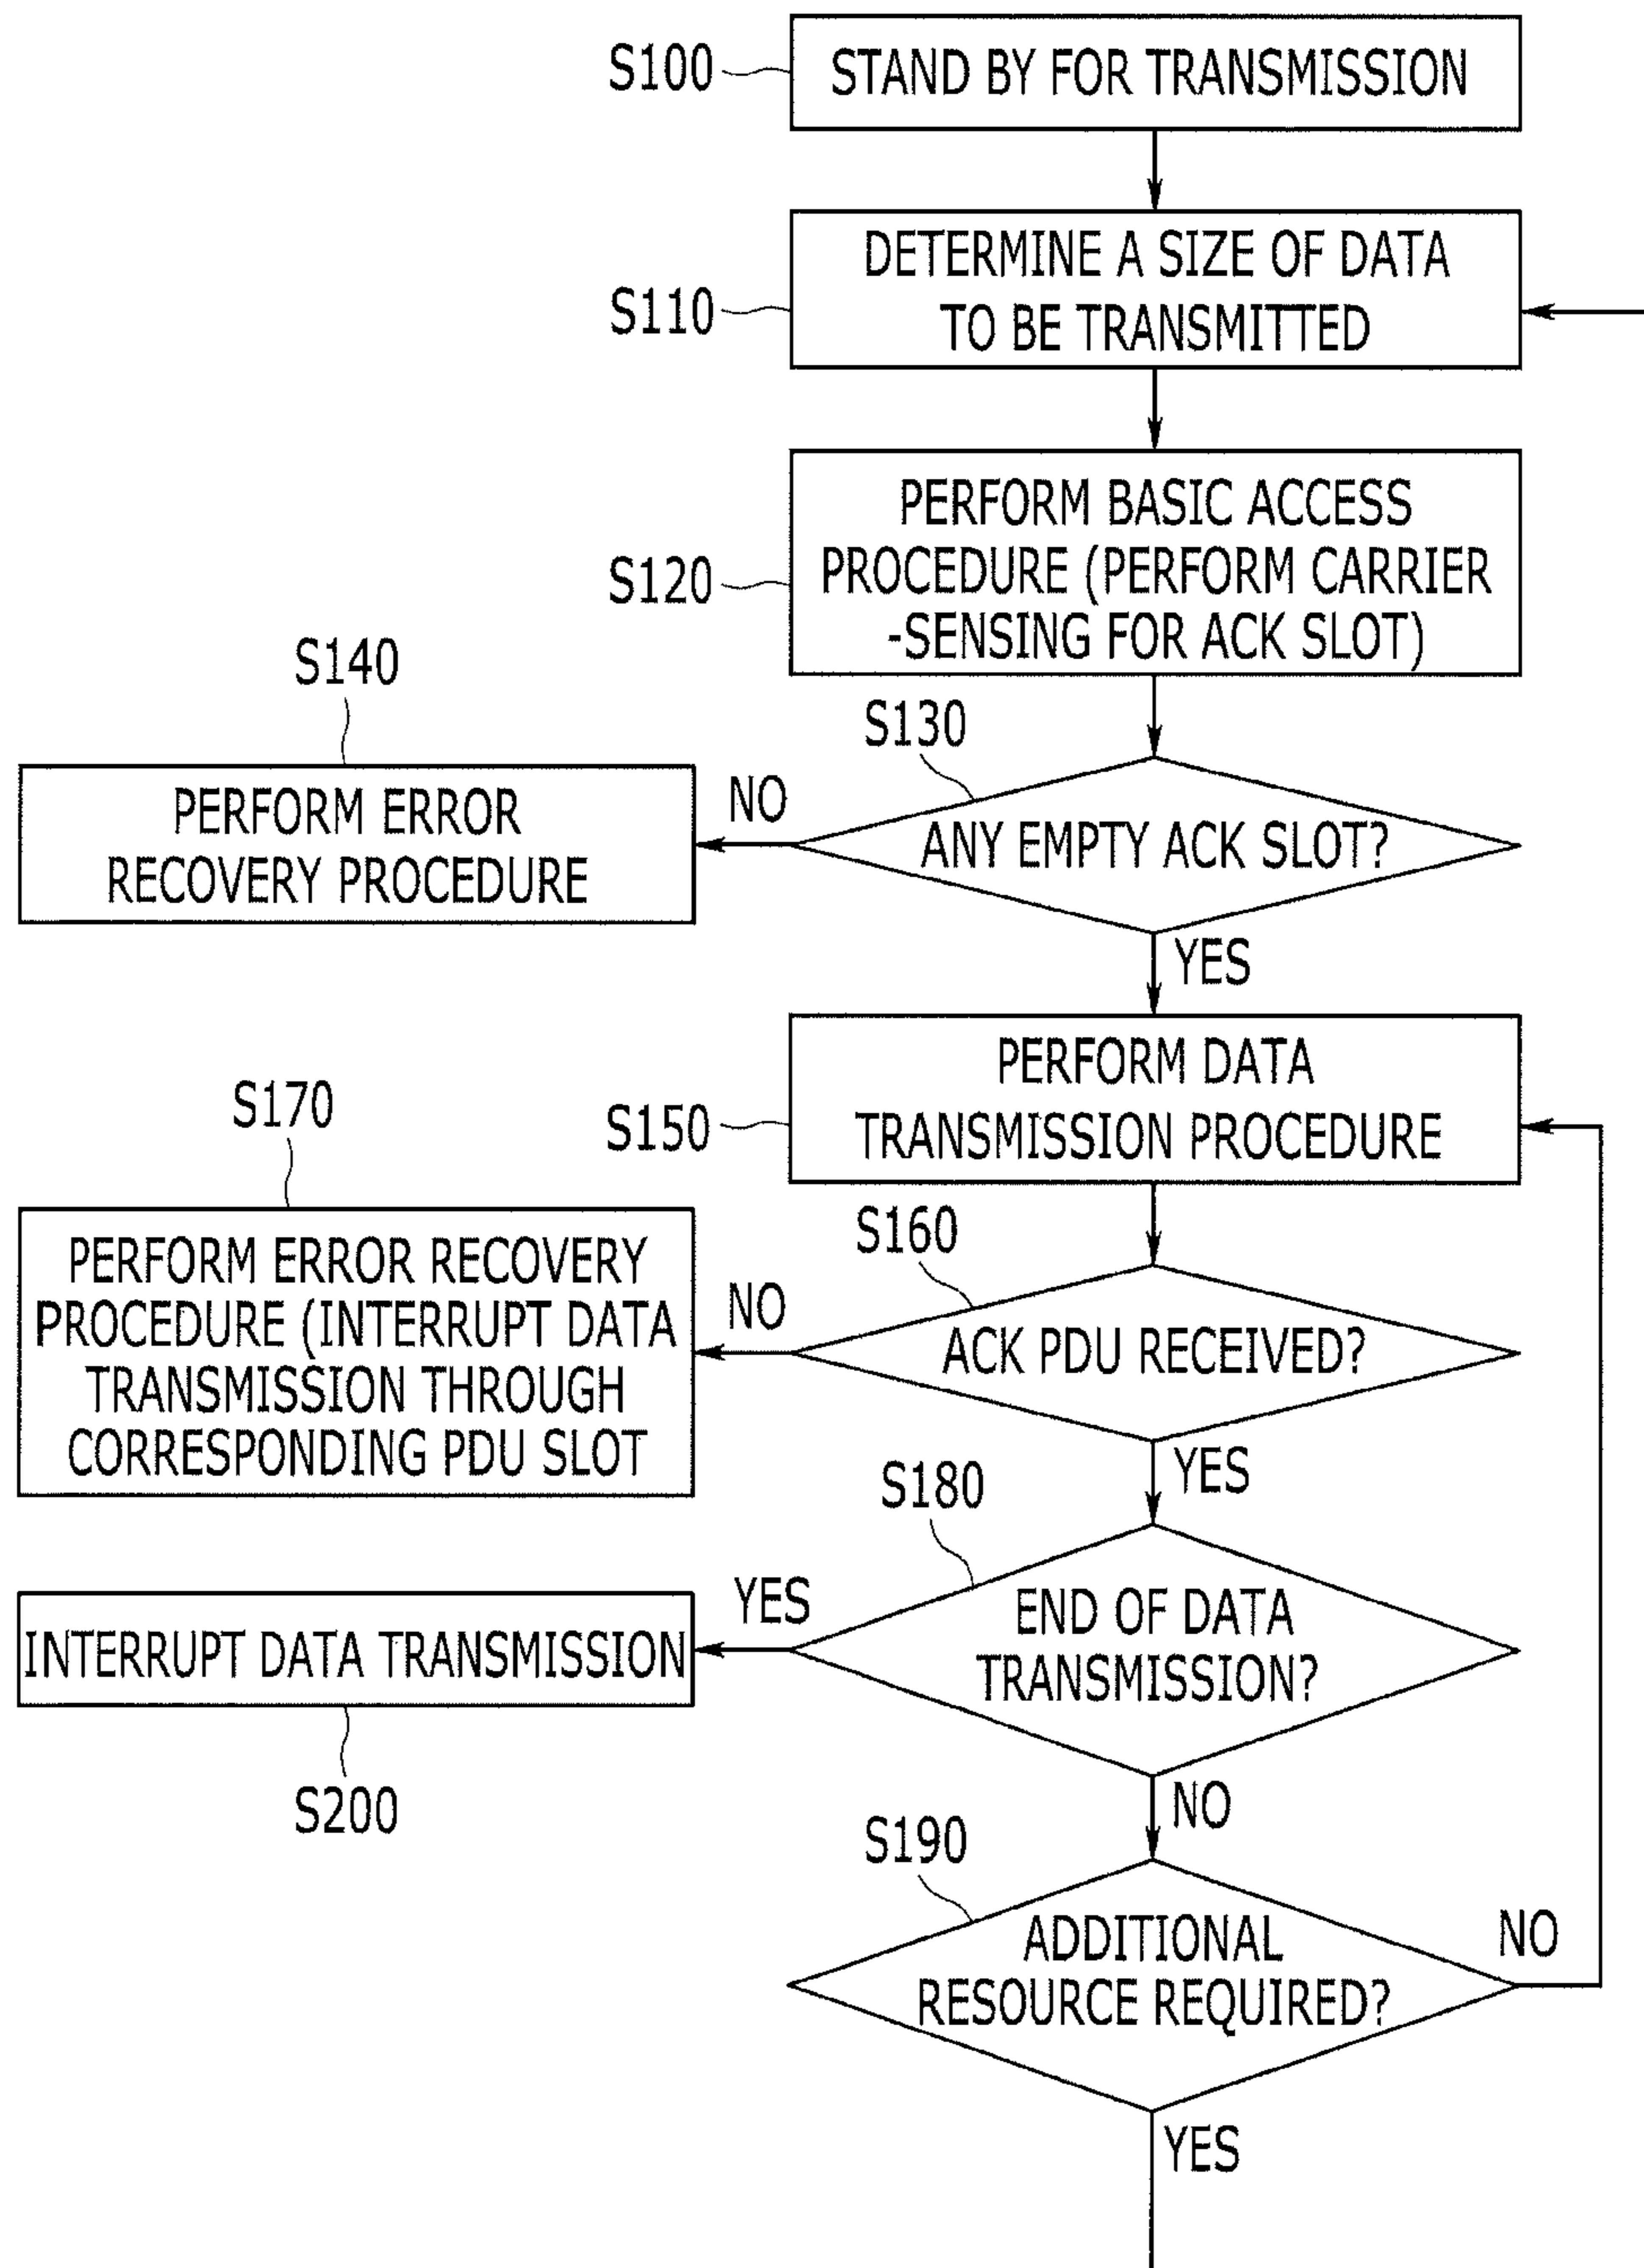 S100
STAND BY FOR TRANSMISSION
S110
DETERMINE A SIZE OF DATA
TO BE TRANSMITTED
S120
PERFORM BASIC ACCESS
PROCEDURE (PERFORM CARRIER
-SENSING FOR ACK SLOT)
S130
ANY EMPTY ACK SLOT?
NO
S140
PERFORM ERROR
RECOVERY PROCEDURE
YES
S150
PERFORM DATA
TRANSMISSION PROCEDURE
S160
ACK PDU RECEIVED?
NO
S170
PERFORM ERROR RECOVERY
PROCEDURE (INTERRUPT DATA
TRANSMISSION THROUGH
CORRESPONDING PDU SLOT
YES
S180
END OF DATA
TRANSMISSION?
YES
INTERRUPT DATA TRANSMISSION
S200
NO
S190
ADDITIONAL
RESOURCE REQUIRED?
NO
YES